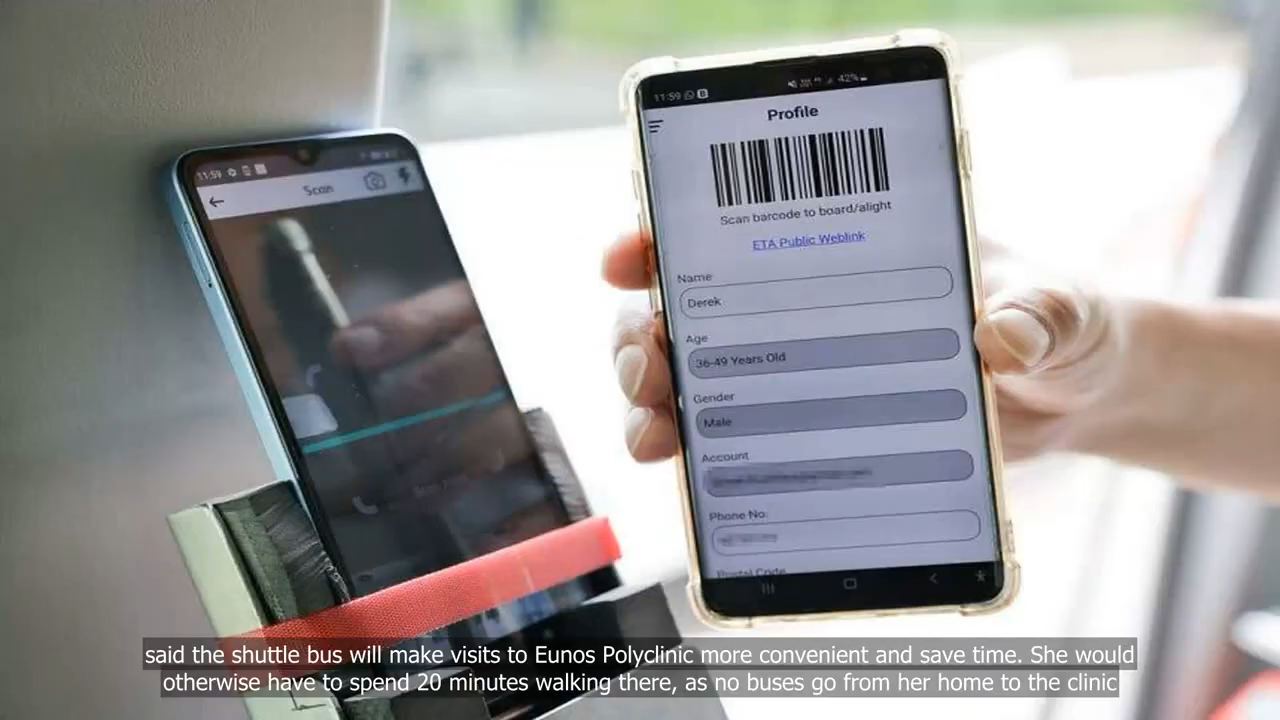 11:59
Scan
11:59
42%
Profile
Scan barcode to board/alight
ETA Public Weblink
Name
Derek
Age
36-49 Years Old
Gender
Male
Account
Phone No:
Postal Code
said the shuttle bus will make visits to Eunos Polyclinic more convenient and save time. She would
otherwise have to spend 20 minutes walking there, as no buses go from her home to the clinic